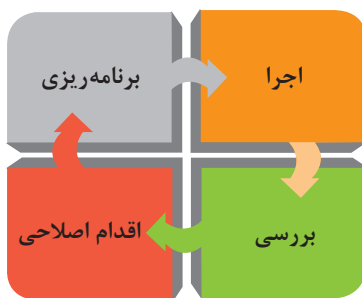 اجرا
برنامه‌ریزی
بررسی
اقدام اصلاحی